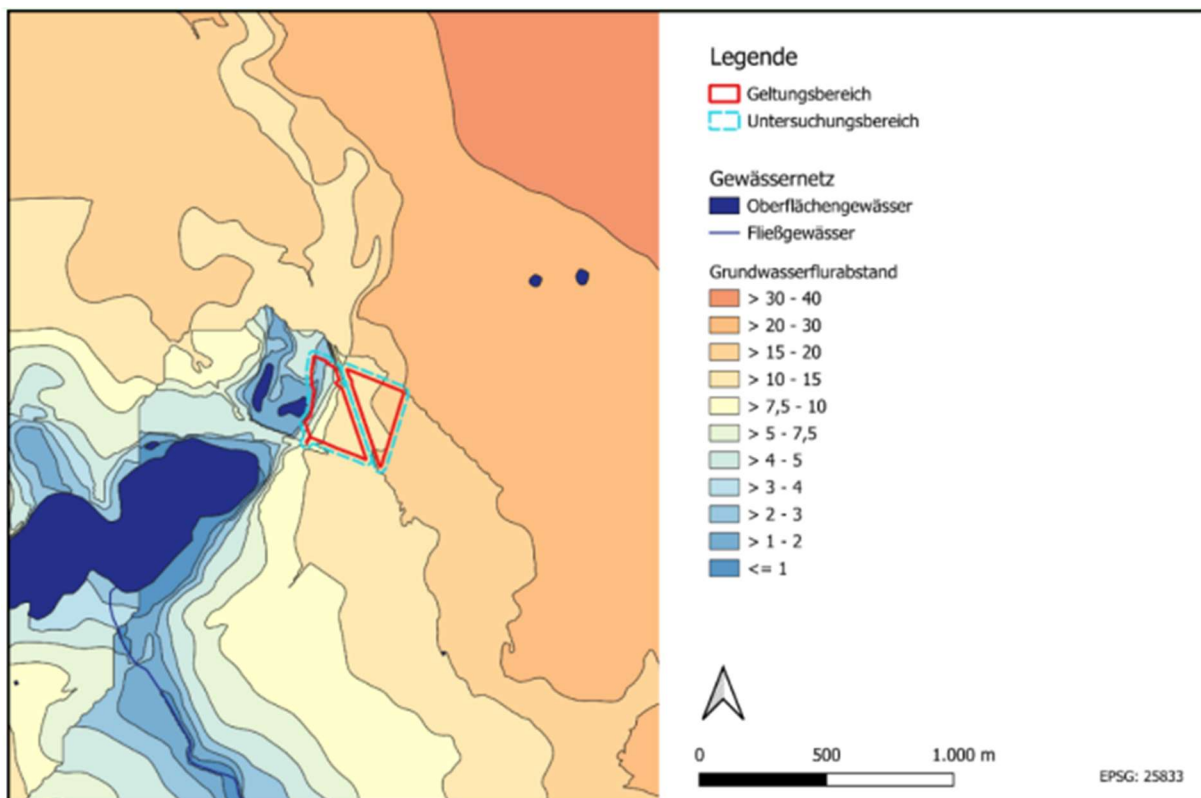 Legende
Geltungsbereich
Untersuchungsbereich
Gewässernetz
Oberflächengewässer
Fließgewässer
Grundwasserflurabstand
> 30 - 40
> 20 - 30
> 15 - 20
> 10 - 15
> 7,5 - 10
> 5 - 7,5
> 4 - 5
> 3 - 4
> 2 - 3
> 1 - 2
<= 1
0 500 1.000 m
EPSG: 25833